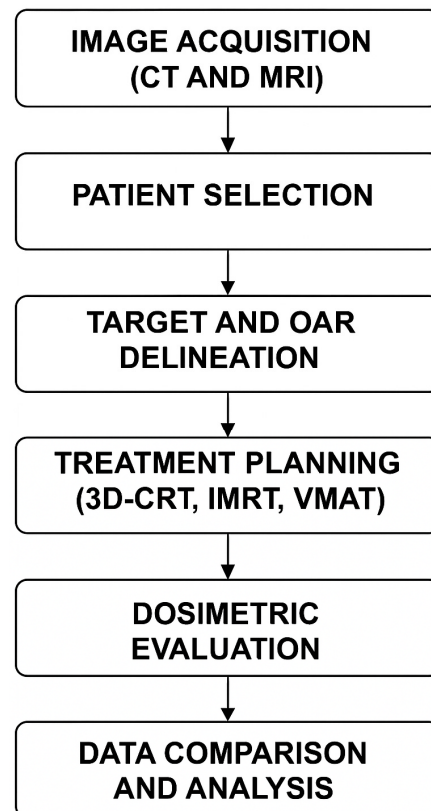 IMAGE ACQUISITION
(CT AND MRI)
PATIENT SELECTION
TARGET AND OAR
DELINEATION
TREATMENT PLANNING
(3D-CRT, IMRT, VMAT)
DOSIMETRIC
EVALUATION
DATA COMPARISON
AND ANALYSIS